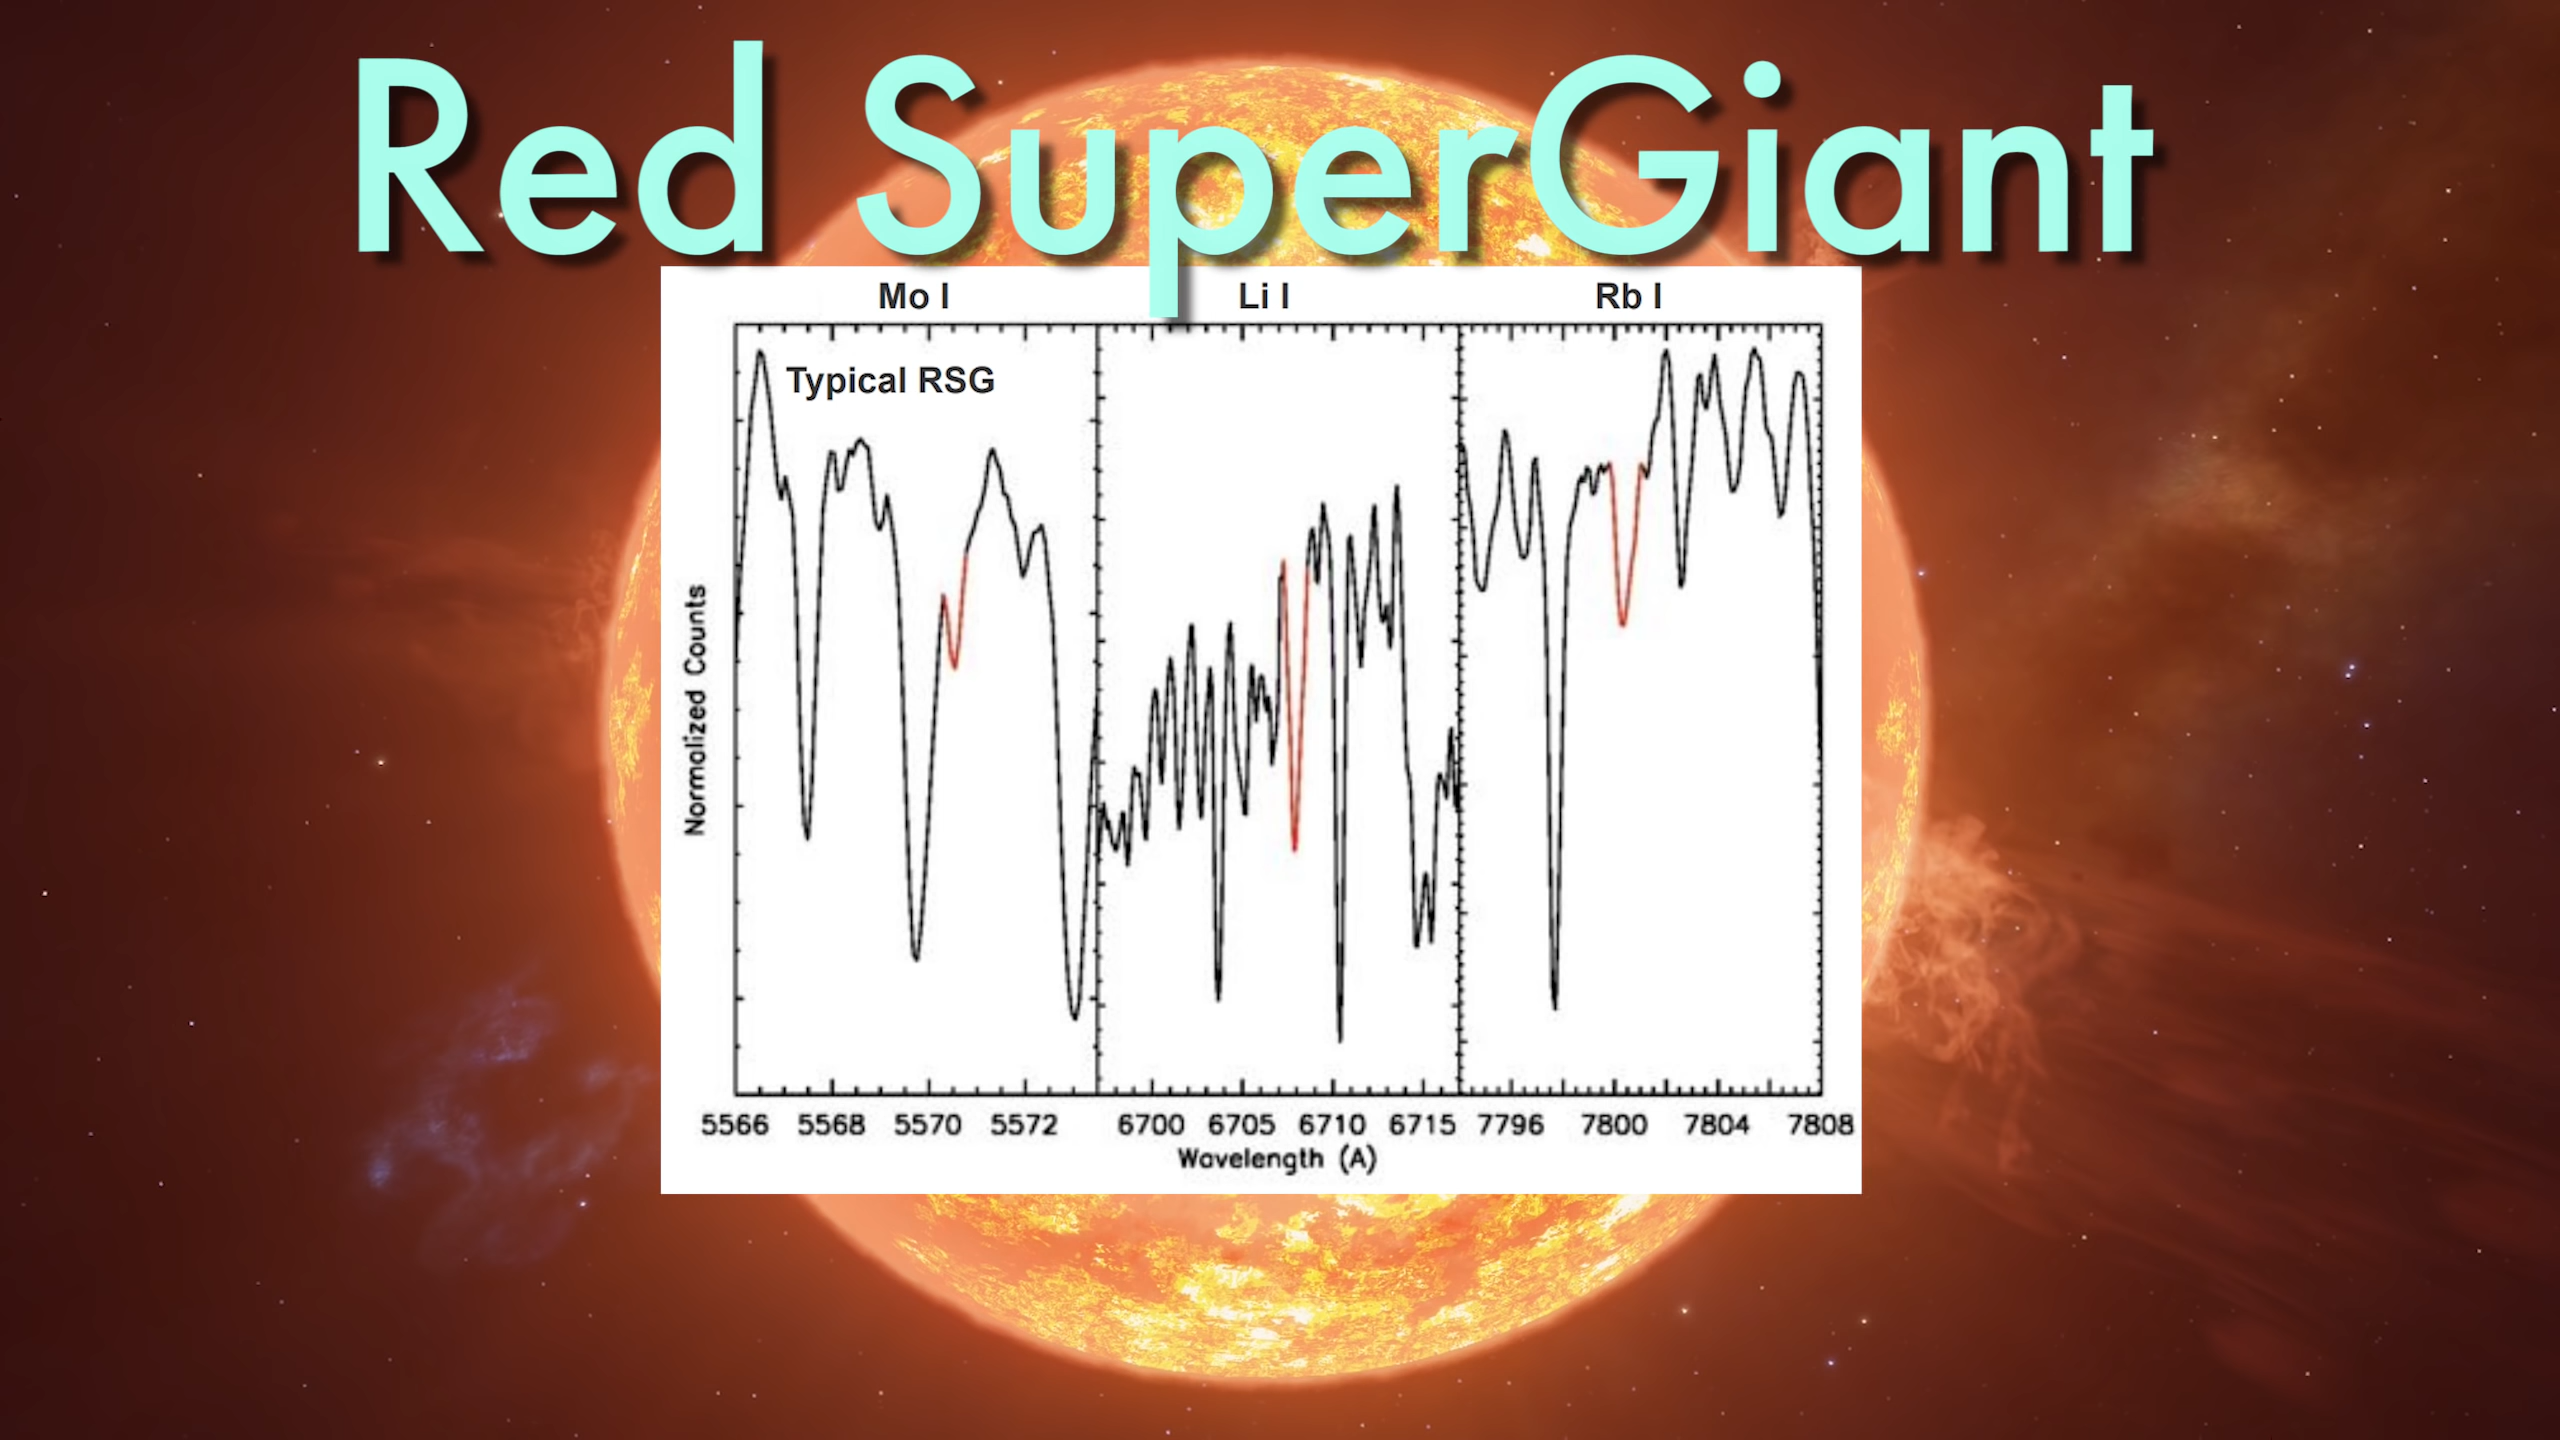 Red SuperGiant
Mo I Li I Rb I
Typical RSG
Normalized Counts
5566 5568 5570 5572 6700 6705 6710 6715 7796 7800 7804 7808
Wavelength (A)